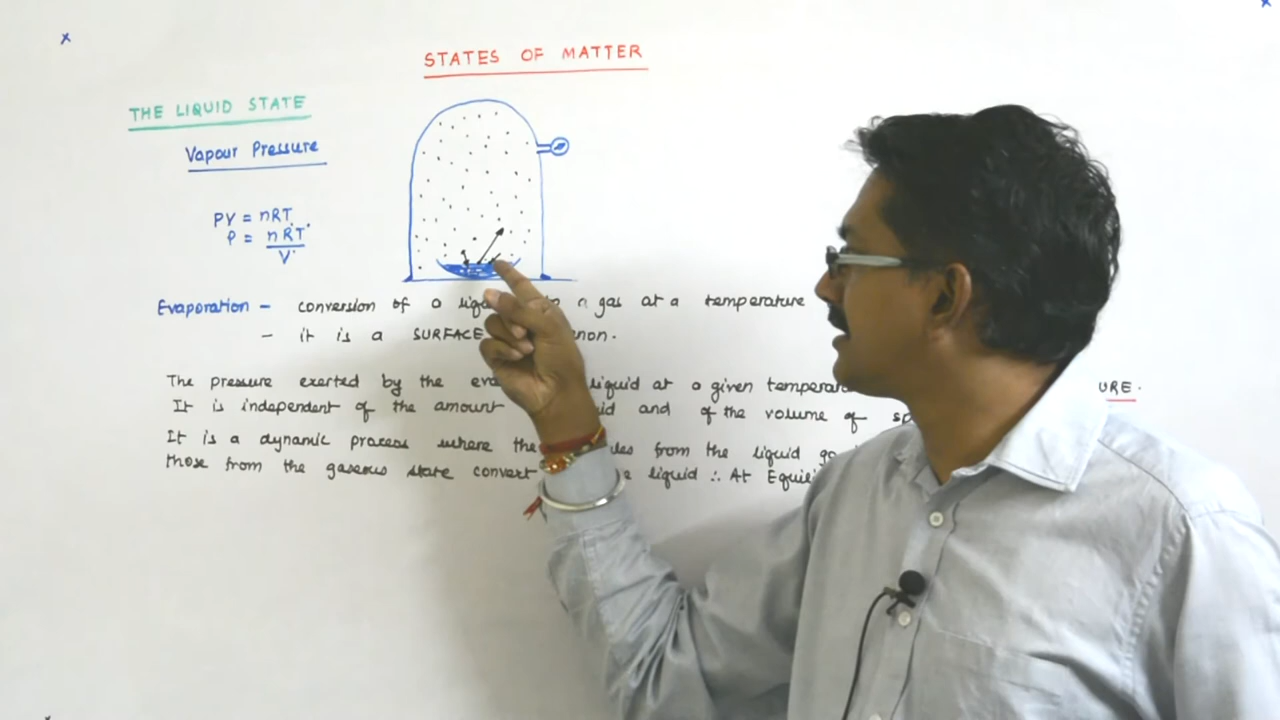 STATES OF MATTER
THE LIQUID STATE
Vapour Pressure
PV = nRT
P = nRT
V
Evaporation - conversion of a a gas at a temperature
- it is a SURFACE
The pressure exerted by the liquid at a given URE.
It is independent of the amount and of the volume of
It is a dynamic process where the from the liquid go
those from the gaseous state convert liquid ∴ At